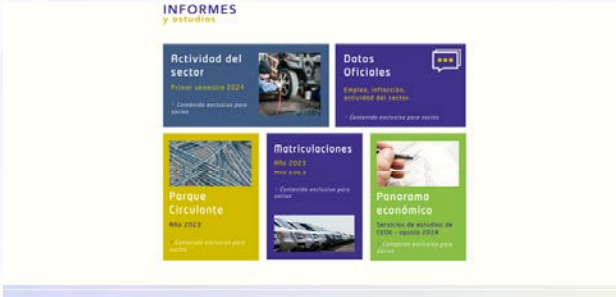 INFORMES
y estudios
Actividad del
sector
Primer semestre 2024
* Contenido exclusivo para
socios
Datos
Oficiales
Empleo, inflación,
actividad del sector.
* Contenido exclusivo para
socios
Parque
Circulante
Año 2023
* Contenido exclusivo para
socios
Matriculaciones
Año 2023
* Contenido exclusivo para
socios
Panorama
económico
Servicios de estudios de
CEOE - agosto 2024.
* Contenido exclusivo para
socios